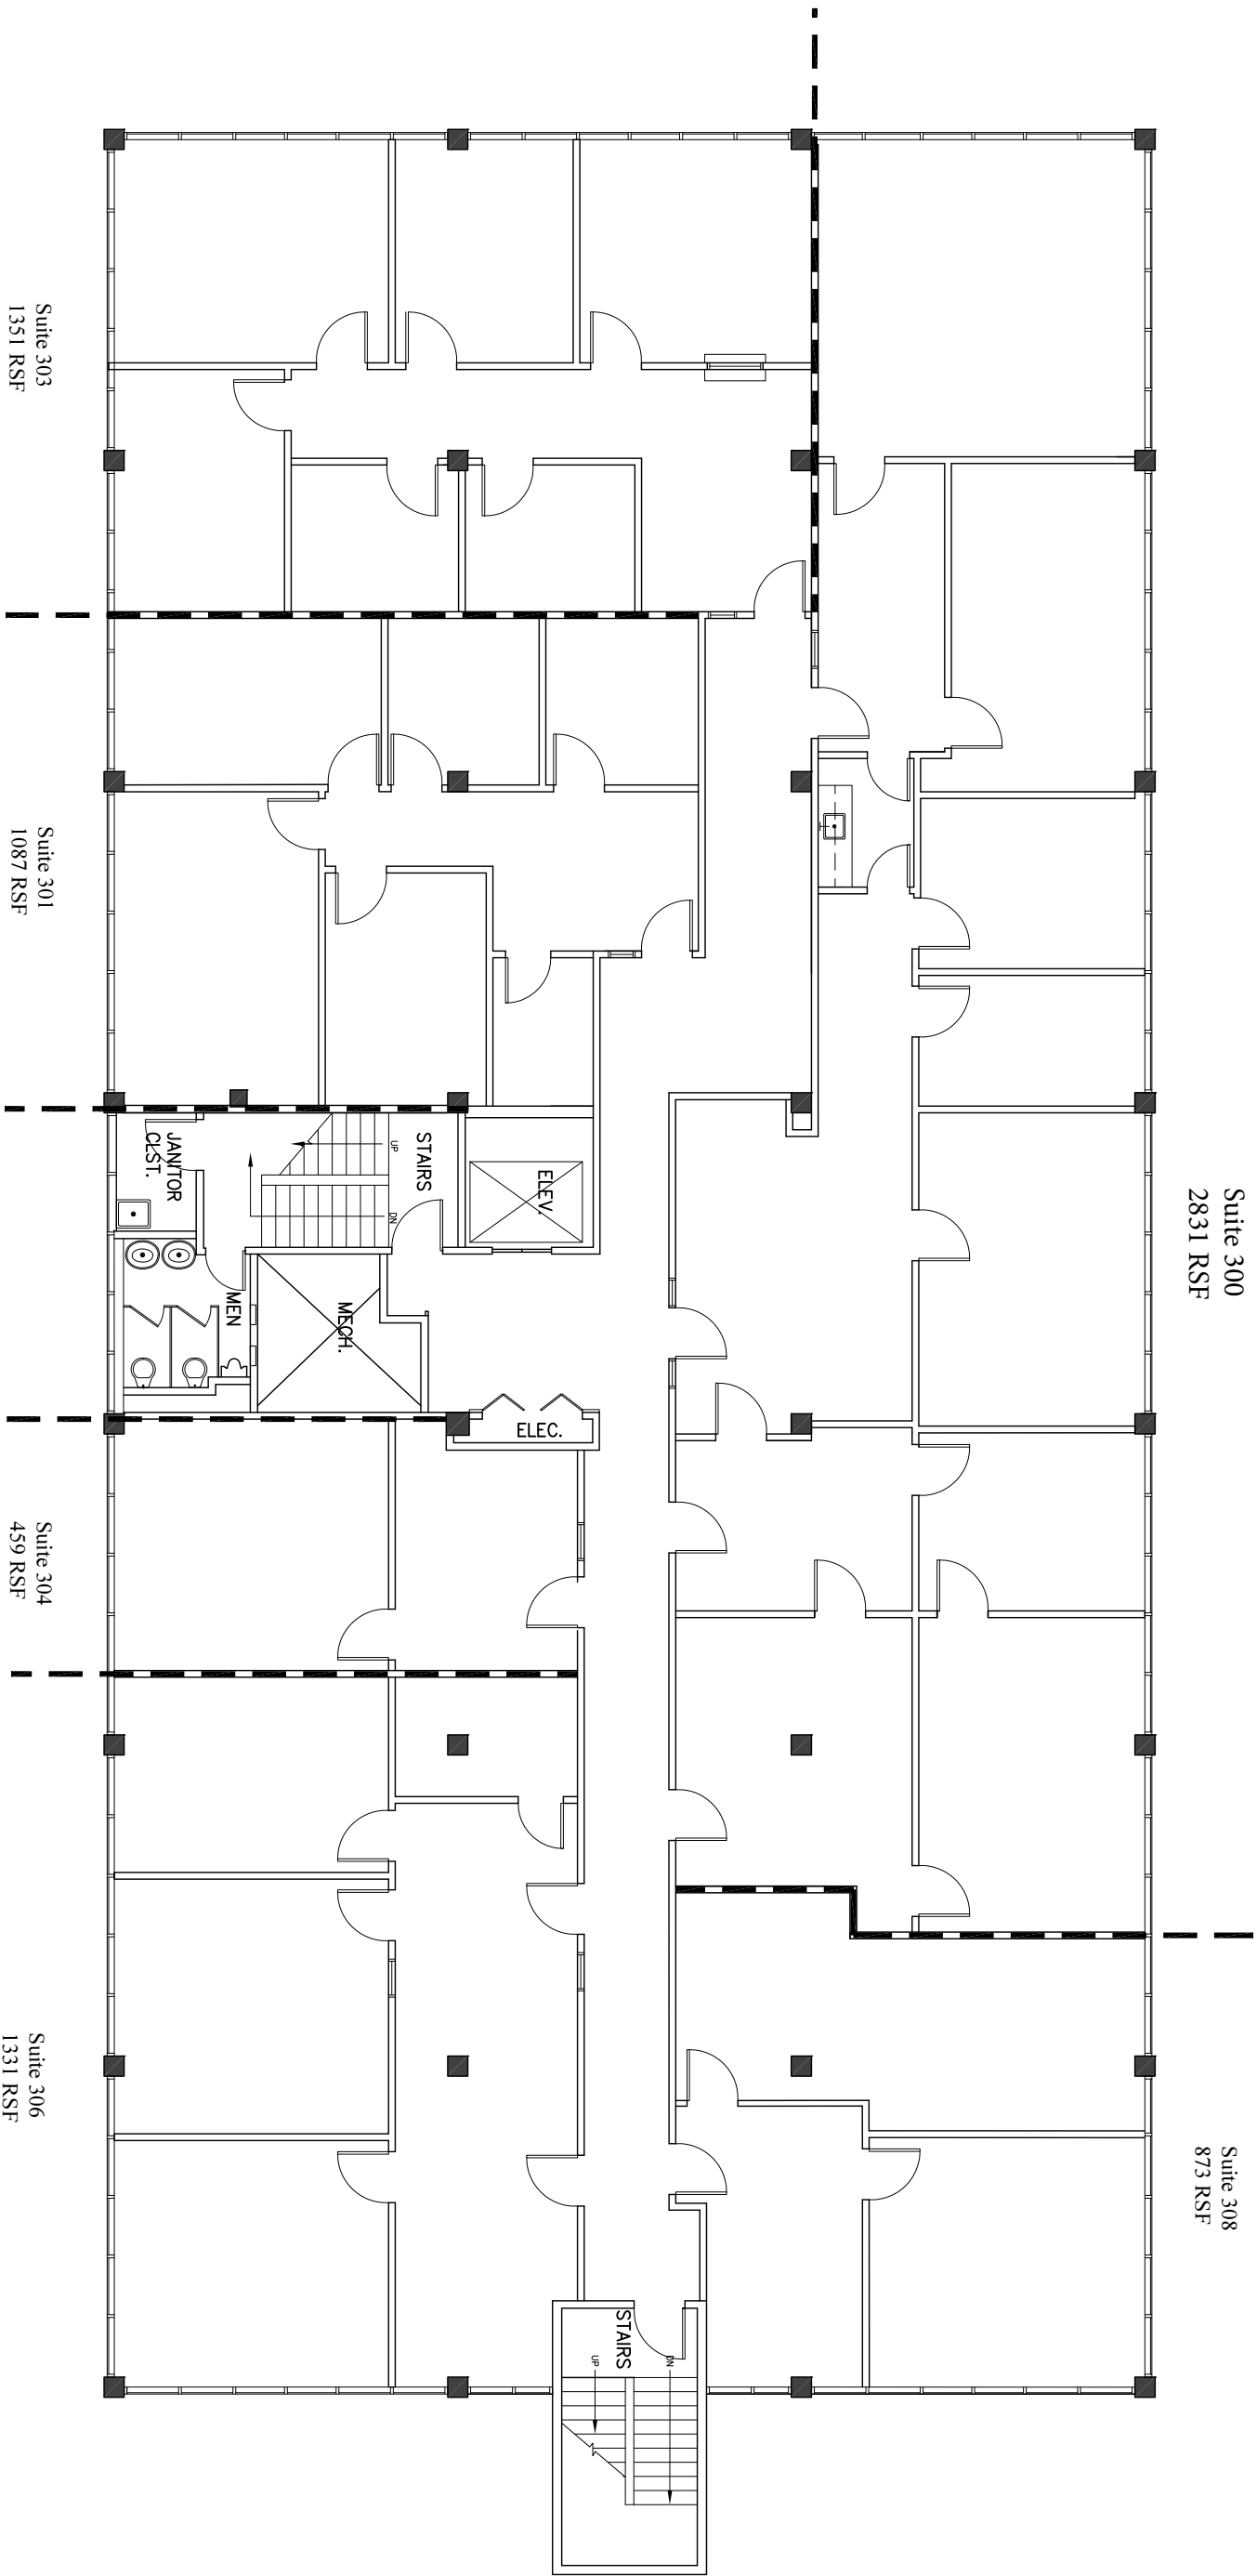 Suite 300
2831 RSF
Suite 308
873 RSF
STAIRS
UP
DN
ELEV.
JANITOR
CLST.
MEN
MECH.
ELEC.
STAIRS
UP
DN
Suite 303
1351 RSF
Suite 301
1087 RSF
Suite 304
459 RSF
Suite 306
1331 RSF